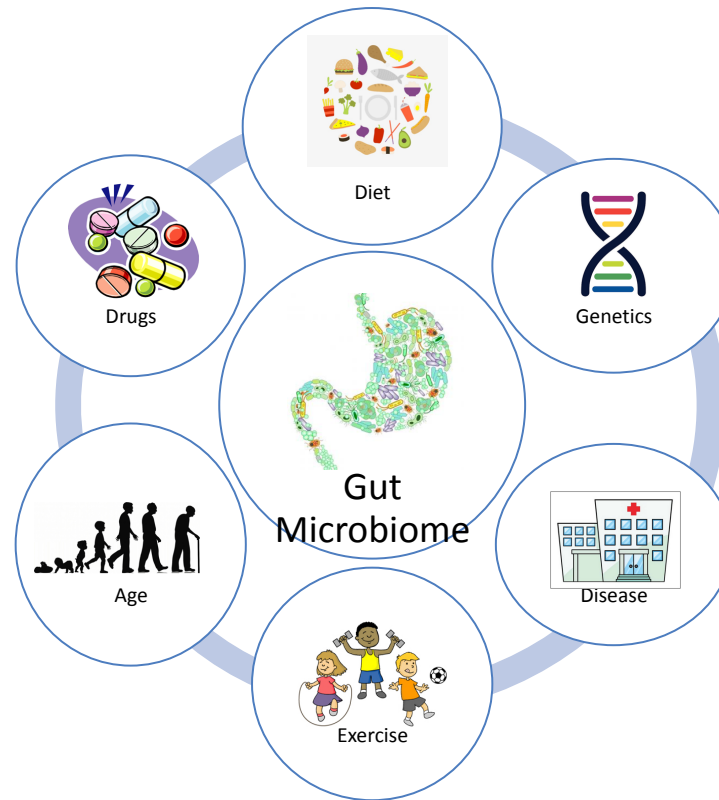 Diet
Drugs
Genetics
Gut
Microbiome
Age
Disease
Exercise